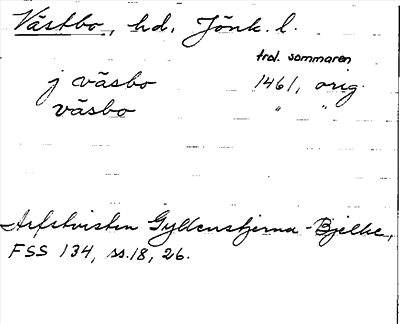 Västbo, hd, Jönk. l.
trol. sommaren
j väsbo 1461, orig.
väsbo " "
Arfstvisten Gyllenstjerna-Bjelke,
FSS 134, ss. 18, 26.